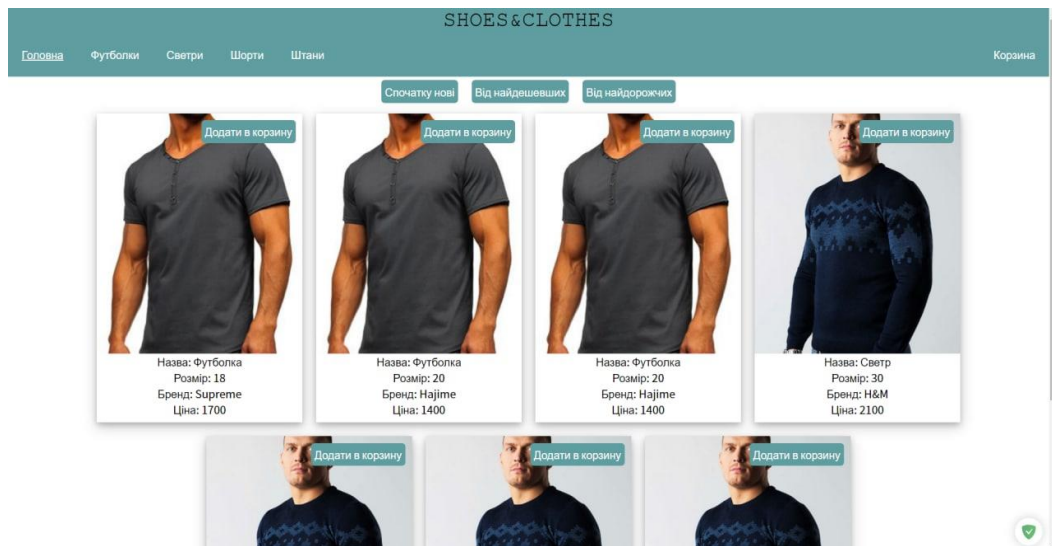 SHOES&CLOTHES
Головна Футболки Светри Шорти Штани Корзина
Спочатку нові Від найдешевших Від найдорожчих
Додати в корзину Додати в корзину Додати в корзину Додати в корзину
Назва: Футболка Назва: Футболка Назва: Футболка Назва: Светр
Розмір: 18 Розмір: 20 Розмір: 20 Розмір: 30
Бренд: Supreme Бренд: Hajime Бренд: Hajime Бренд: H&M
Ціна: 1700 Ціна: 1400 Ціна: 1400 Ціна: 2100
Додати в корзину Додати в корзину Додати в корзину